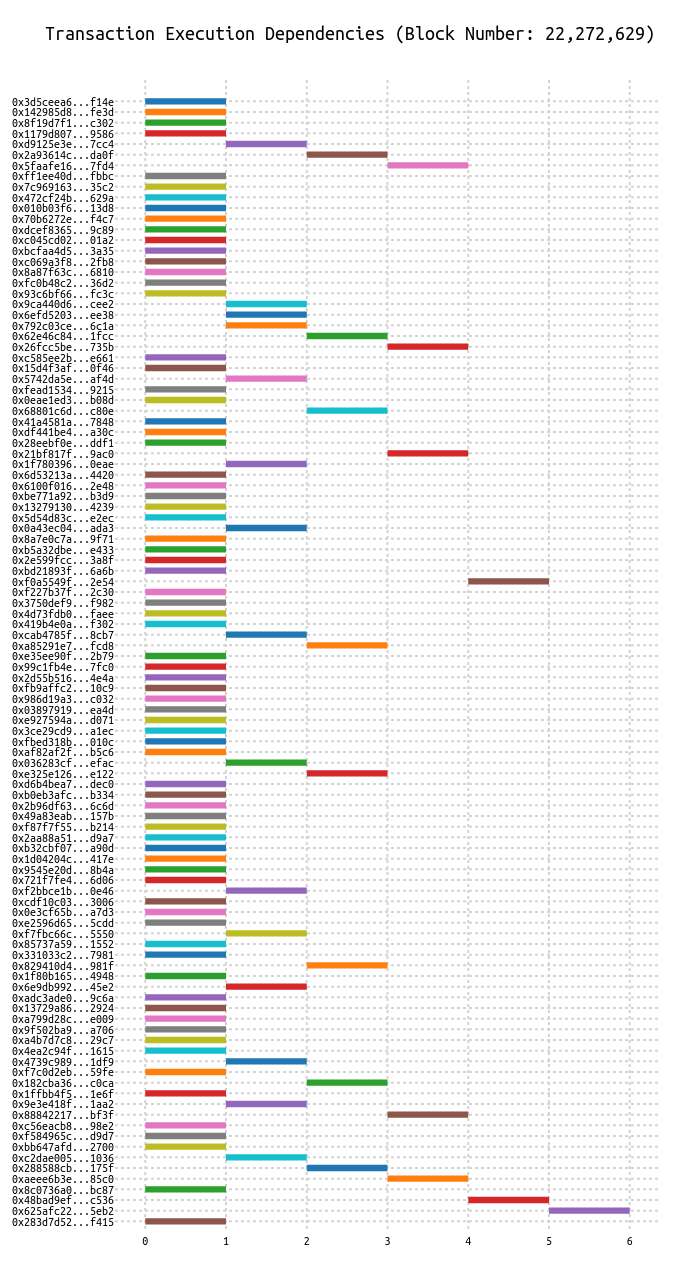 Transaction Execution Dependencies (Block Number: 22,272,629)
0x3d5ceea6...f14e
0x142985d8...fe3d
0x8f19d7f1...c302
0x1179d807...9586
0xd9125e3e...7cc4
0x2a93614c...da0f
0x5faafe16...7fd4
0xff1ee40d...fbbc
0x7c969163...35c2
0x472cf24b...629a
0x010b03f6...13d8
0x70b6272e...f4c7
0xdcef8365...9c89
0xc045cd02...01a2
0xbcfaa4d5...3a35
0xc069a3f8...2fb8
0x8a87f63c...6810
0xfc0b48c2...36d2
0x93c6bf66...fc3c
0x9ca440d6...cee2
0x6efd5203...ee38
0x792c03ce...6c1a
0x62e46c84...1fcc
0x26fcc5be...735b
0xc585ee2b...e661
0x15d4f3af...0f46
0x5742da5e...af4d
0xfead1534...9215
0x0eae1ed3...b08d
0x68801c6d...c80e
0x41a4581a...7848
0xdf441be4...a30c
0x28eebf0e...ddf1
0x21bf817f...9ac0
0x1f780396...0eae
0x6d53213a...4420
0x6100f016...2e48
0xbe771a92...b3d9
0x13279130...4239
0x5d54d83c...e2ec
0x0a43ec04...ada3
0x8a7e0c7a...9f71
0xb5a32dbe...e433
0x2e599fcc...3a8f
0xbd21893f...6a6b
0xf0a5549f...2e54
0xf227b37f...2c30
0x3750def9...f982
0x4d73fdb0...faee
0x419b4e0a...f302
0xcab4785f...8cb7
0xa85291e7...fcd8
0xe35ee90f...2b79
0x99c1fb4e...7fc0
0x2d55b516...4e4a
0xfb9affc2...10c9
0x986d19a3...c032
0x03897919...ea4d
0xe927594a...d071
0x3ce29cd9...a1ec
0xfbed318b...010c
0xaf82af2f...b5c6
0x036283cf...efac
0xe325e126...e122
0xd6b4bea7...dec0
0xb0eb3afc...b334
0x2b96df63...6c6d
0x49a83eab...157b
0xf87f7f55...b214
0x2aa88a51...d9a7
0xb32cbf07...a90d
0x1d04204c...417e
0x9545e20d...8b4a
0x721f7fe4...6d06
0xf2bbce1b...0e46
0xcdf10c03...3006
0x0e3cf65b...a7d3
0xe2596d65...5cdd
0xf7fbc66c...5550
0x85737a59...1552
0x331033c2...7981
0x829410d4...981f
0x1f80b165...4948
0x6e9db992...45e2
0xadc3ade0...9c6a
0x13729a86...2924
0xa799d28c...e009
0x9f502ba9...a706
0xa4b7d7c8...29c7
0x4ea2c94f...1615
0x4739c989...1df9
0xf7c0d2eb...59fe
0x182cba36...c0ca
0x1ffbb4f5...1e6f
0x9e3e418f...1aa2
0x88842217...bf3f
0xc56eacb8...98e2
0xf584965c...d9d7
0xbb647afd...2700
0xc2dae005...1036
0x288588cb...175f
0xaeee6b3e...85c0
0x8c0736a0...bc87
0x48bad9ef...c536
0x625afc22...5eb2
0x283d7d52...f415
0 1 2 3 4 5 6